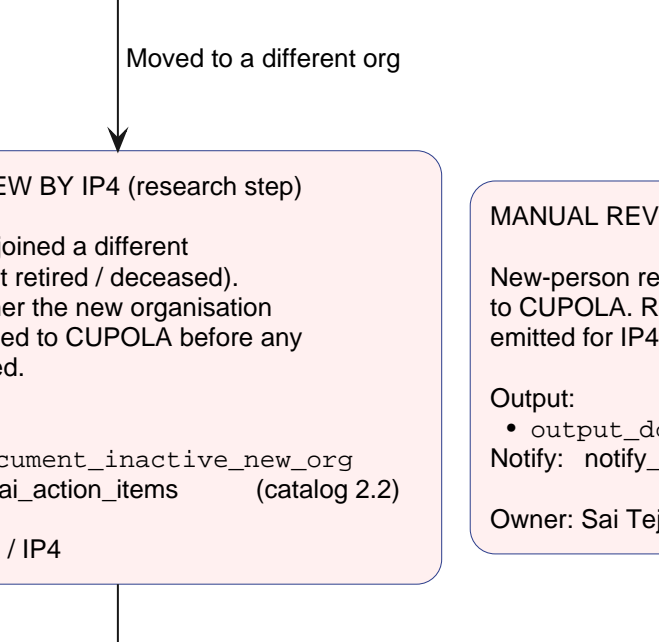 Moved to a different org
EW BY IP4 (research step)
joined a different
t retired / deceased).
er the new organisation
ed to CUPOLA before any
ed.
cument_inactive_new_org
ai_action_items (catalog 2.2)
/ IP4
MANUAL REV
New-person re
to CUPOLA. R
emitted for IP4
Output:
• output_do
Notify: notify_
Owner: Sai Tej